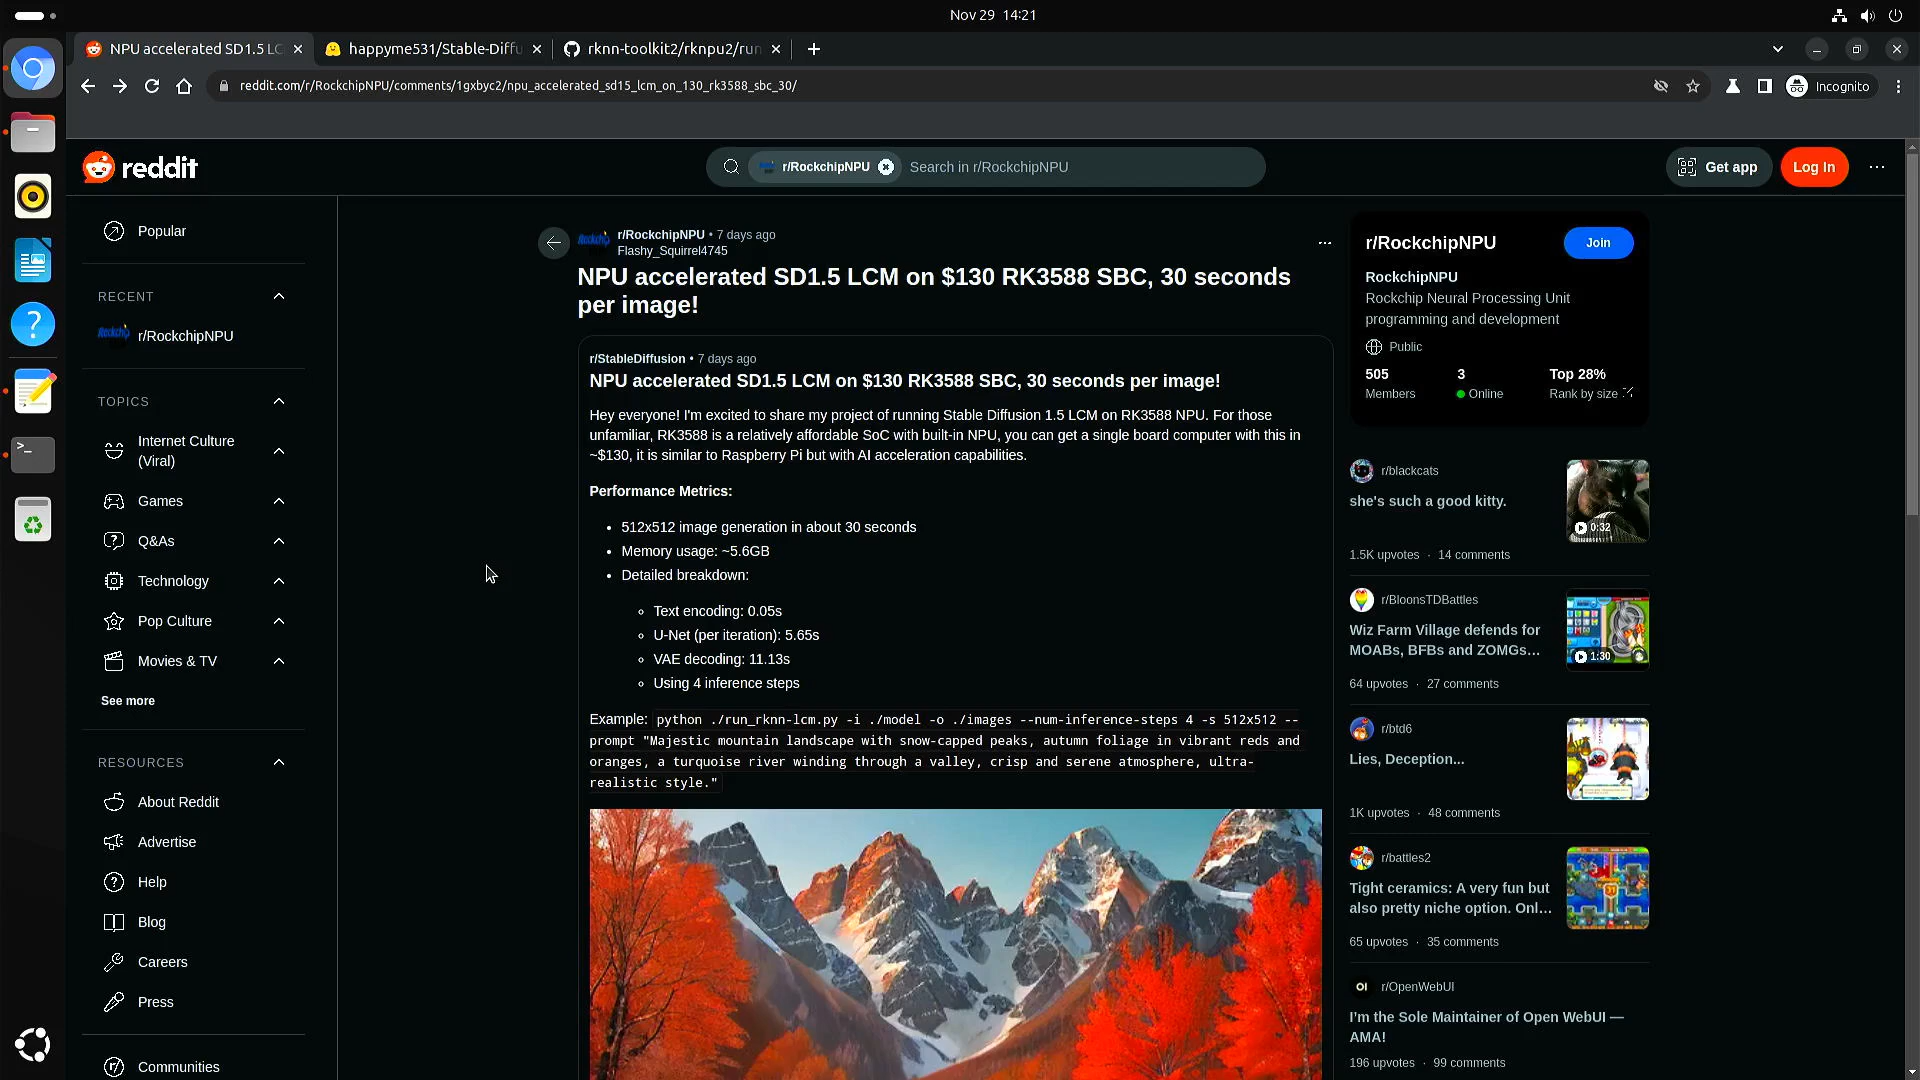 Nov 29 14:21
NPU accelerated SD1.5 LC
happyme531/Stable-Diffu
rknn-toolkit2/rknpu2/run
reddit.com/r/RockchipNPU/comments/1gxbyc2/npu_accelerated_sd15_lcm_on_130_rk3588_sbc_30/
Incognito
reddit
r/RockchipNPU
Search in r/RockchipNPU
Get app
Log In
Popular
RECENT
r/RockchipNPU
TOPICS
Internet Culture
(Viral)
Games
Q&As
Technology
Pop Culture
Movies & TV
See more
RESOURCES
About Reddit
Advertise
Help
Blog
Careers
Press
Communities
Rockchip
r/RockchipNPU • 7 days ago
Flashy_Squirrel4745
NPU accelerated SD1.5 LCM on $130 RK3588 SBC, 30 seconds
per image!
r/StableDiffusion • 7 days ago
NPU accelerated SD1.5 LCM on $130 RK3588 SBC, 30 seconds per image!
Hey everyone! I'm excited to share my project of running Stable Diffusion 1.5 LCM on RK3588 NPU. For those
unfamiliar, RK3588 is a relatively affordable SoC with built-in NPU, you can get a single board computer with this in
~$130, it is similar to Raspberry Pi but with AI acceleration capabilities.
Performance Metrics:
• 512x512 image generation in about 30 seconds
• Memory usage: ~5.6GB
• Detailed breakdown:
◦ Text encoding: 0.05s
◦ U-Net (per iteration): 5.65s
◦ VAE decoding: 11.13s
◦ Using 4 inference steps
Example: python ./run_rknn-lcm.py -i ./model -o ./images --num-inference-steps 4 -s 512x512 --
prompt "Majestic mountain landscape with snow-capped peaks, autumn foliage in vibrant reds and
oranges, a turquoise river winding through a valley, crisp and serene atmosphere, ultra-
realistic style."
r/RockchipNPU
Join
RockchipNPU
Rockchip Neural Processing Unit
programming and development
Public
505 3 Top 28%
Members Online Rank by size
r/blackcats
she's such a good kitty.
0:32
1.5K upvotes · 14 comments
r/BloonsTDBattles
Wiz Farm Village defends for
MOABs, BFBs and ZOMGs...
1:30
64 upvotes · 27 comments
r/btd6
Lies, Deception...
1K upvotes · 48 comments
r/battles2
Tight ceramics: A very fun but
also pretty niche option. Onl...
65 upvotes · 35 comments
OI r/OpenWebUI
I'm the Sole Maintainer of Open WebUI —
AMA!
196 upvotes · 99 comments